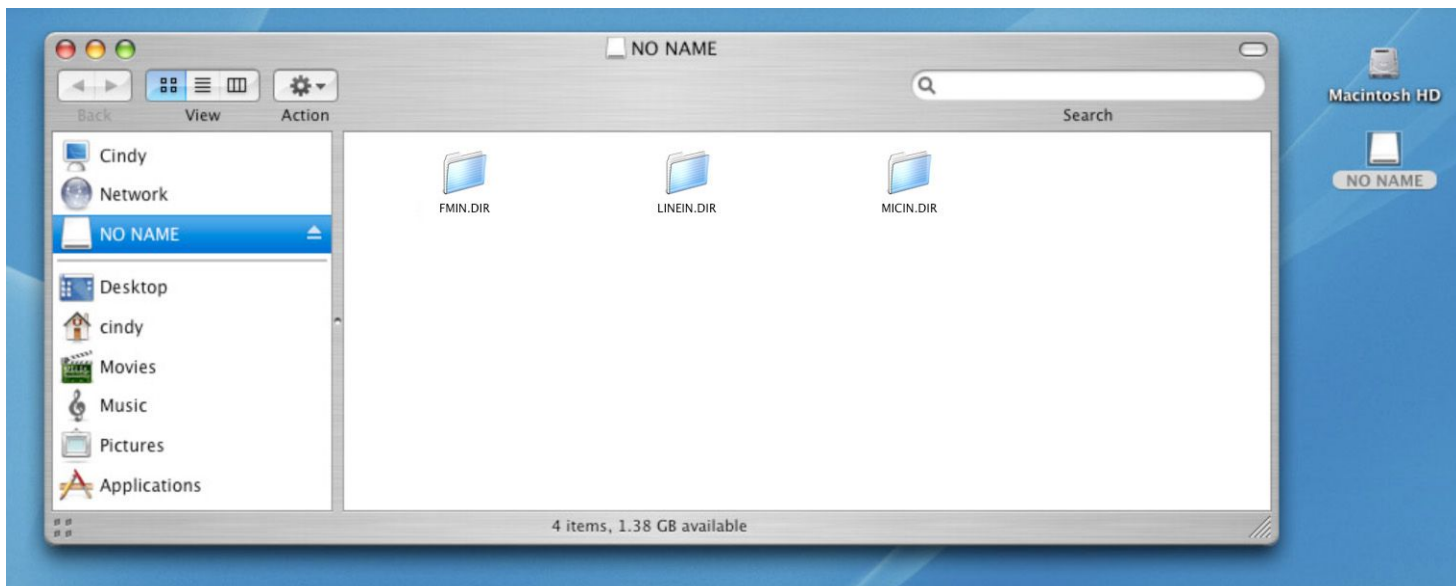 NO NAME
Back
View
Action
Search
Macintosh HD
NO NAME
Cindy
Network
NO NAME
Desktop
cindy
Movies
Music
Pictures
Applications
FMIN.DIR
LINEIN.DIR
MICIN.DIR
4 items, 1.38 GB available